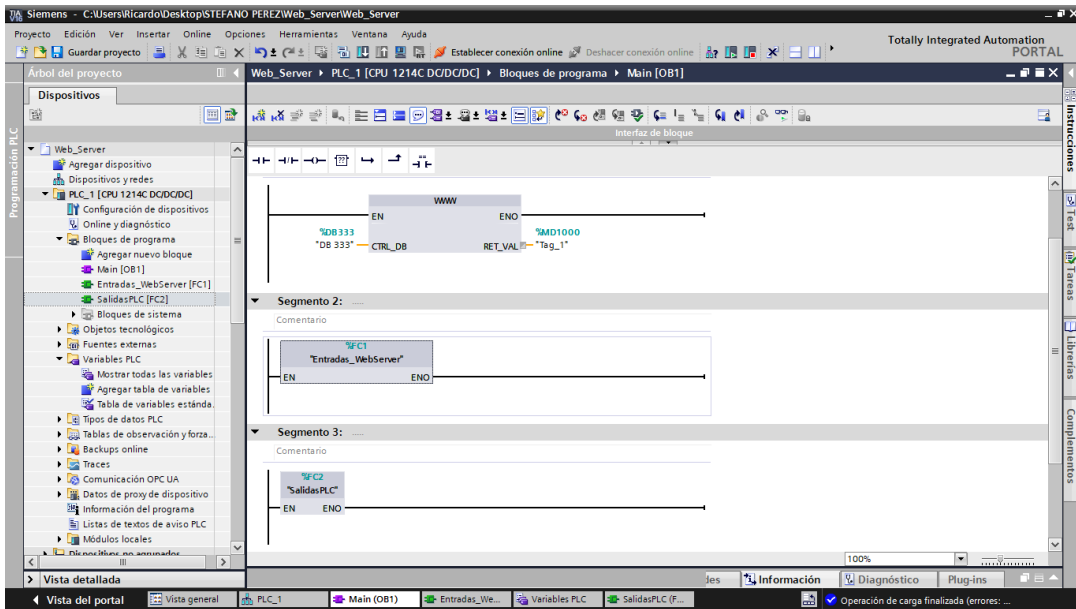 Siemens - C:\Users\Ricardo\Desktop\STEFANO PEREZ\Web_Server\Web_Server
Proyecto Edición Ver Insertar Online Opciones Herramientas Ventana Ayuda
Guardar proyecto Establecer conexión online Deshacer conexión online
Totally Integrated Automation
PORTAL
Árbol del proyecto
Web_Server ▸ PLC_1 [CPU 1214C DC/DC/DC] ▸ Bloques de programa ▸ Main [OB1]
Dispositivos
Programación PLC
Web_Server
Agregar dispositivo
Dispositivos y redes
PLC_1 [CPU 1214C DC/DC/DC]
Configuración de dispositivos
Online y diagnóstico
Bloques de programa
Agregar nuevo bloque
Main [OB1]
Entradas_WebServer [FC1]
SalidasPLC [FC2]
Bloques de sistema
Objetos tecnológicos
Fuentes externas
Variables PLC
Mostrar todas las variables
Agregar tabla de variables
Tabla de variables estánda.
Tipos de datos PLC
Tablas de observación y forza...
Backups online
Traces
Comunicación OPC UA
Datos de proxy de dispositivo
Información del programa
Listas de textos de aviso PLC
Módulos locales
Dispositivos no agrupados
Vista detallada
Interfaz de bloque
WWW
EN ENO
%DB333
"DB 333"
CTRL_DB
RET_VAL
%MD1000
"Tag_1"
Segmento 2: .....
Comentario
%FC1
"Entradas_WebServer"
EN ENO
Segmento 3: .....
Comentario
%FC2
"SalidasPLC"
EN ENO
100%
Instrucciones
Test
Tareas
Librerías
Complementos
des Información Diagnóstico Plug-ins
Vista del portal Vista general PLC_1 Main (OB1) Entradas_We... Variables PLC SalidasPLC (F...
Operación de carga finalizada (errores: ...